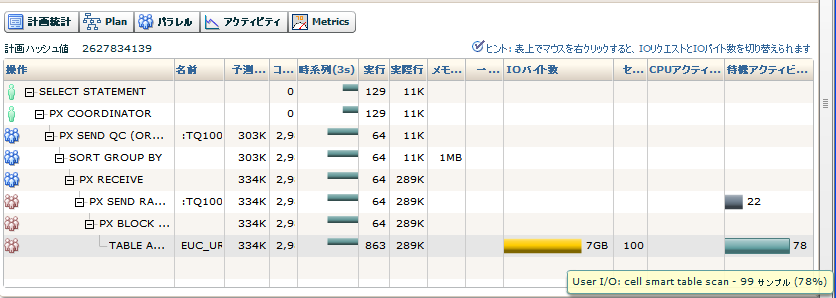 計画統計 Plan パラレル アクティビティ Metrics
計画ハッシュ値 2627834139 ヒント: 表上でマウスを右クリックすると、IOリクエストとIOバイト数を切り替えられます
操作 名前 予測... コ... 時系列(3s) 実行 実際行 メモ... 一... IOバイト数 セ... CPUアクティ... 待機アクティビ...
SELECT STATEMENT 0 129 11K
PX COORDINATOR 0 129 11K
PX SEND QC (OR... :TQ100 303K 2,9 64 11K
SORT GROUP BY 303K 2,9 64 11K 1MB
PX RECEIVE 334K 2,9 64 289K
PX SEND RA... :TQ100 334K 2,9 64 289K 22
PX BLOCK ... 334K 2,9 64 289K
TABLE A... EUC_UR 334K 2,9 863 289K 7GB 100 78
User I/O: cell smart table scan - 99 サンプル (78%)